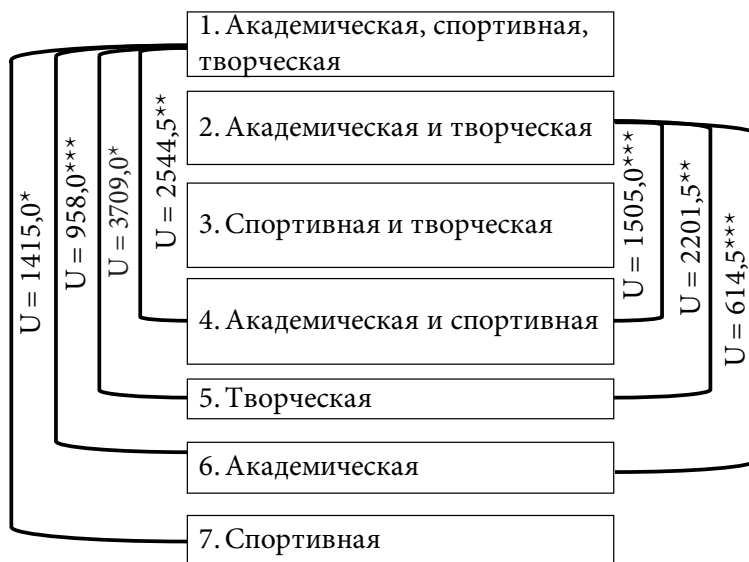 1. Академическая, спортивная,
творческая
2. Академическая и творческая
3. Спортивная и творческая
4. Академическая и спортивная
5. Творческая
6. Академическая
7. Спортивная
U = 1415,0*
U = 958,0***
U = 3709,0*
U = 2544,5**
U = 1505,0***
U = 2201,5**
U = 614,5***